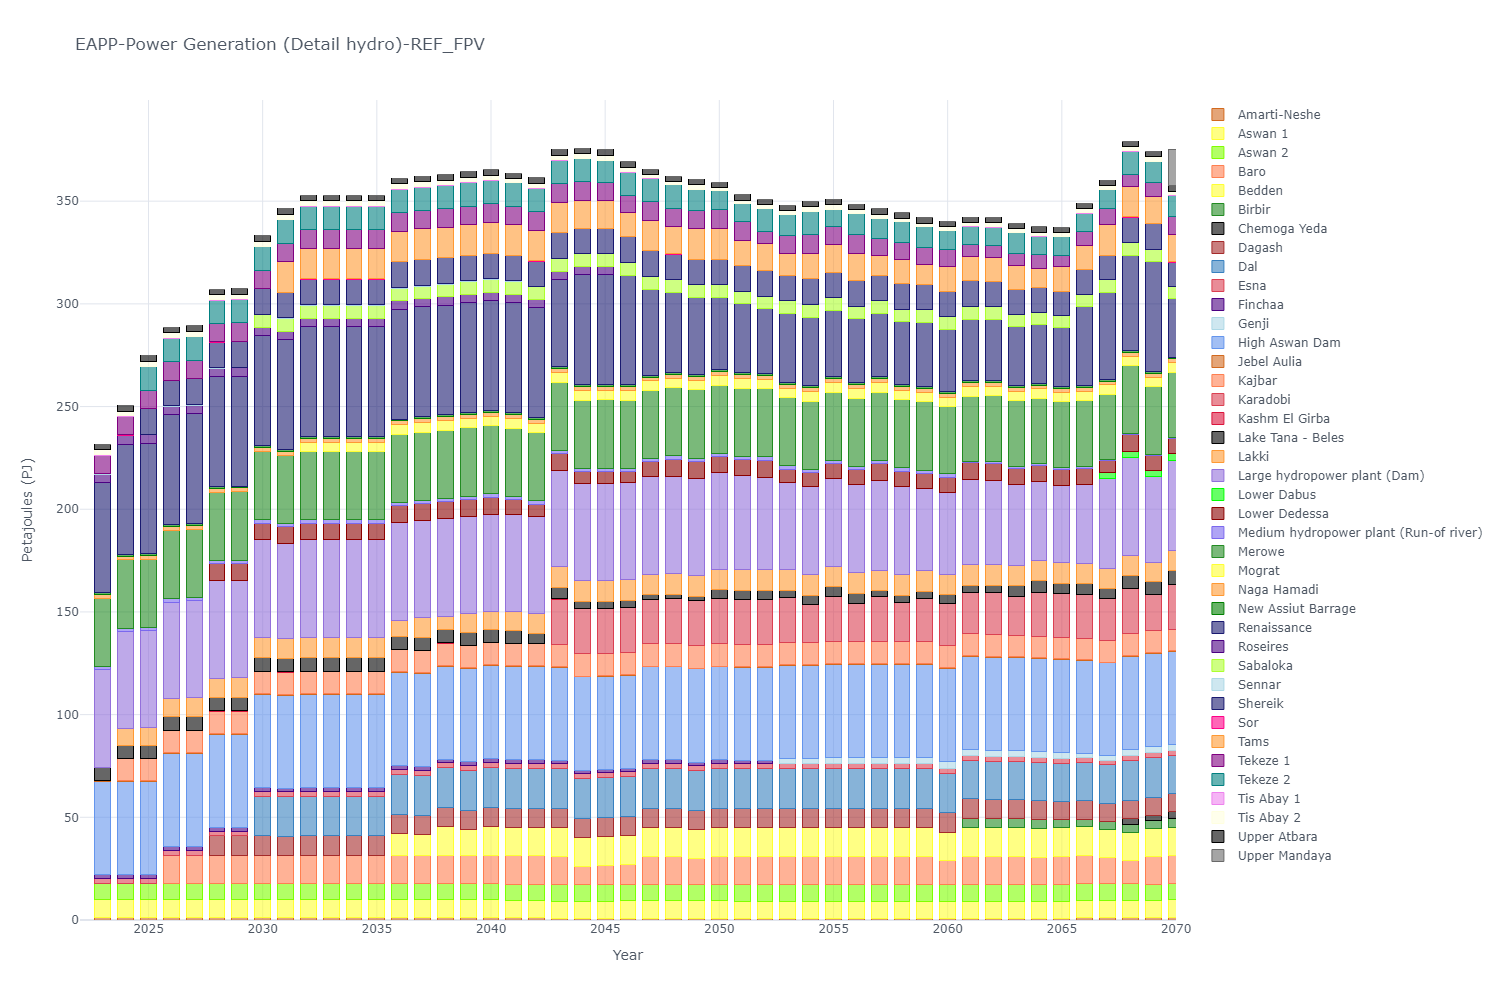 EAPP-Power Generation (Detail hydro)-REF_FPV
Petajoules (PJ)
350
300
250
200
150
100
50
0
2025
2030
2035
2040
2045
2050
2055
2060
2065
2070
Year
Amarti-Neshe
Aswan 1
Aswan 2
Baro
Bedden
Birbir
Chemoga Yeda
Dagash
Dal
Esna
Finchaa
Genji
High Aswan Dam
Jebel Aulia
Kajbar
Karadobi
Kashm El Girba
Lake Tana - Beles
Lakki
Large hydropower plant (Dam)
Lower Dabus
Lower Dedessa
Medium hydropower plant (Run-of river)
Merowe
Mograt
Naga Hamadi
New Assiut Barrage
Renaissance
Roseires
Sabaloka
Sennar
Shereik
Sor
Tams
Tekeze 1
Tekeze 2
Tis Abay 1
Tis Abay 2
Upper Atbara
Upper Mandaya